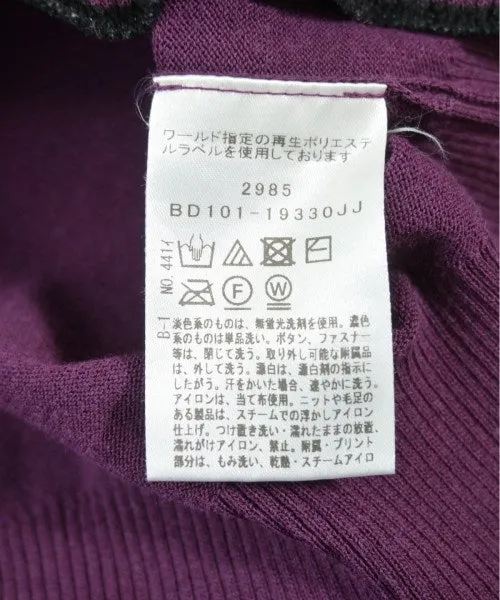 ワールド指定の再生ポリエステ
ルラベルを使用しております
2985
BD101-19330JJ
F
W
B-1 NO.441イ
淡色系のものは、無蛍光洗剤を使用。濃色
系のものは単品洗い。ボタン、ファスナー
等は、閉じて洗う。取り外し可能な附属品
は、外して洗う。漂白は、漂白剤の指示に
したがう。汗をかいた場合、速やかに洗う。
アイロンは、当て布使用。ニットや毛足の
ある製品は、スチームでの浮かしアイロン
仕上げ。つけ置き洗い・濡れたままの放置、
濡れがけアイロン、禁止。附属・プリント
部分は、もみ洗い、乾熱・スチームアイロ